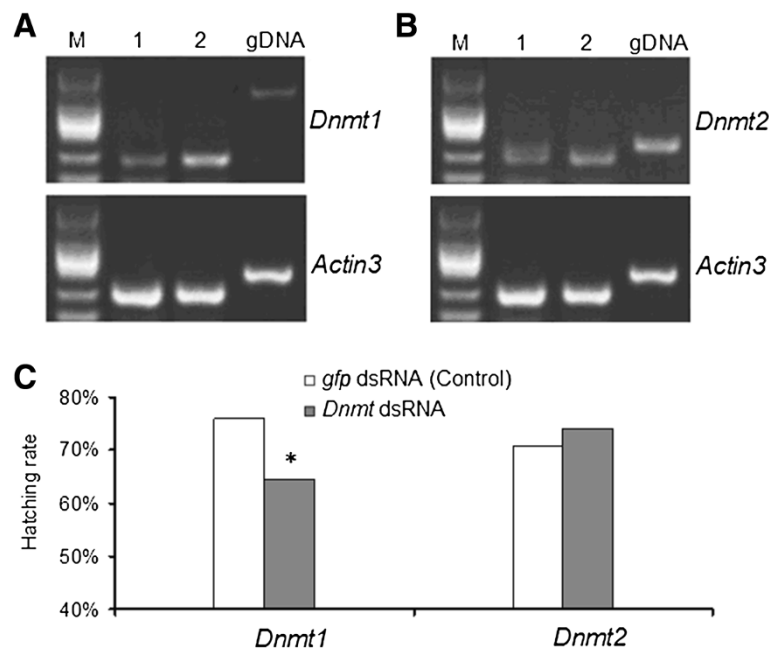 A
M 1 2 gDNA
Dnmt1
Actin3
B
M 1 2 gDNA
Dnmt2
Actin3
C
gfp dsRNA (Control)
Dnmt dsRNA
Hatching rate
80%
70%
60%
50%
40%
*
Dnmt1 Dnmt2